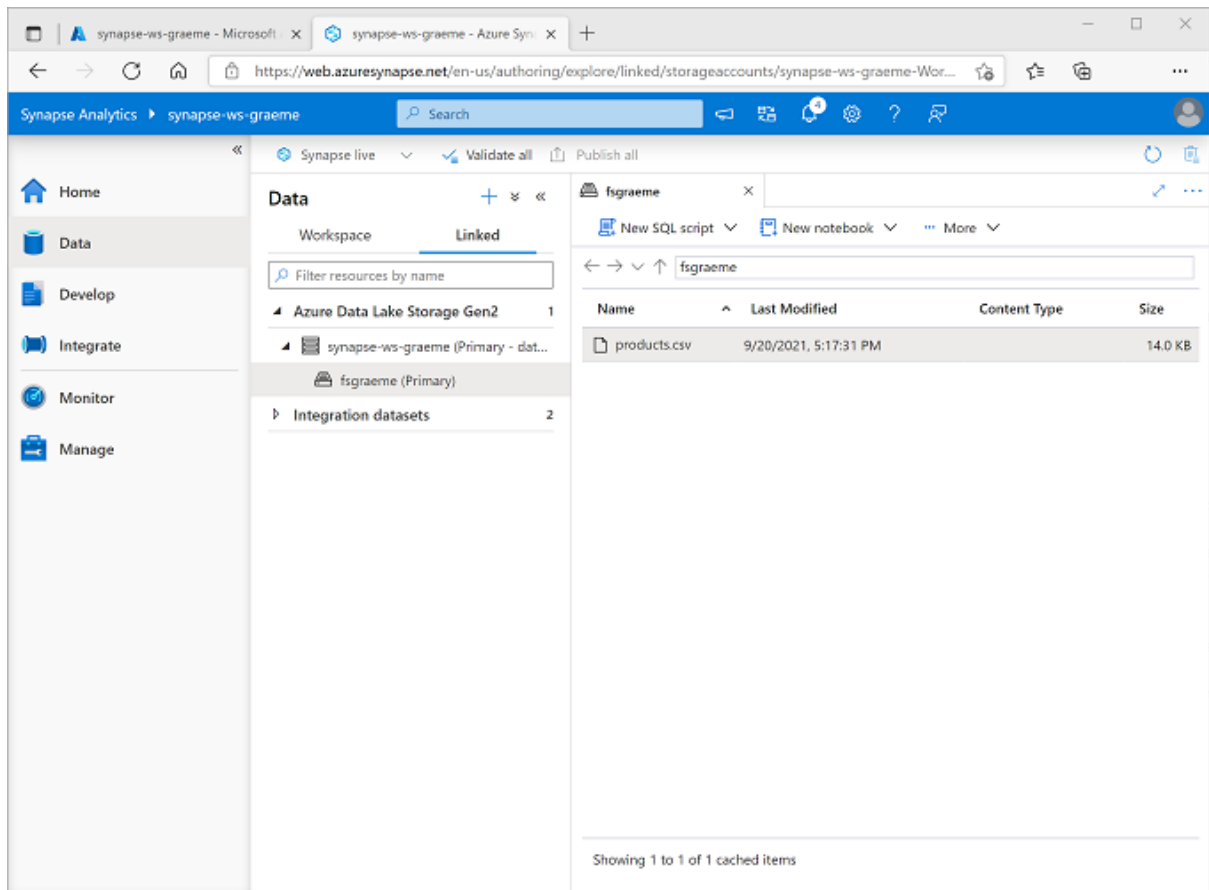 synapse-ws-graeme - Microsoft
synapse-ws-graeme - Azure Syn
https://web.azuresynapse.net/en-us/authoring/explore/linked/storageaccounts/synapse-ws-graeme-Wor...
Synapse Analytics
synapse-ws-graeme
Search
4
Synapse live
Validate all
Publish all
Home
Data
Develop
Integrate
Monitor
Manage
Data
Workspace
Linked
Filter resources by name
Azure Data Lake Storage Gen2 1
synapse-ws-graeme (Primary - dat...
fsgraeme (Primary)
Integration datasets 2
fsgraeme
New SQL script
New notebook
More
fsgraeme
Name Last Modified Content Type Size
products.csv 9/20/2021, 5:17:31 PM 14.0 KB
Showing 1 to 1 of 1 cached items